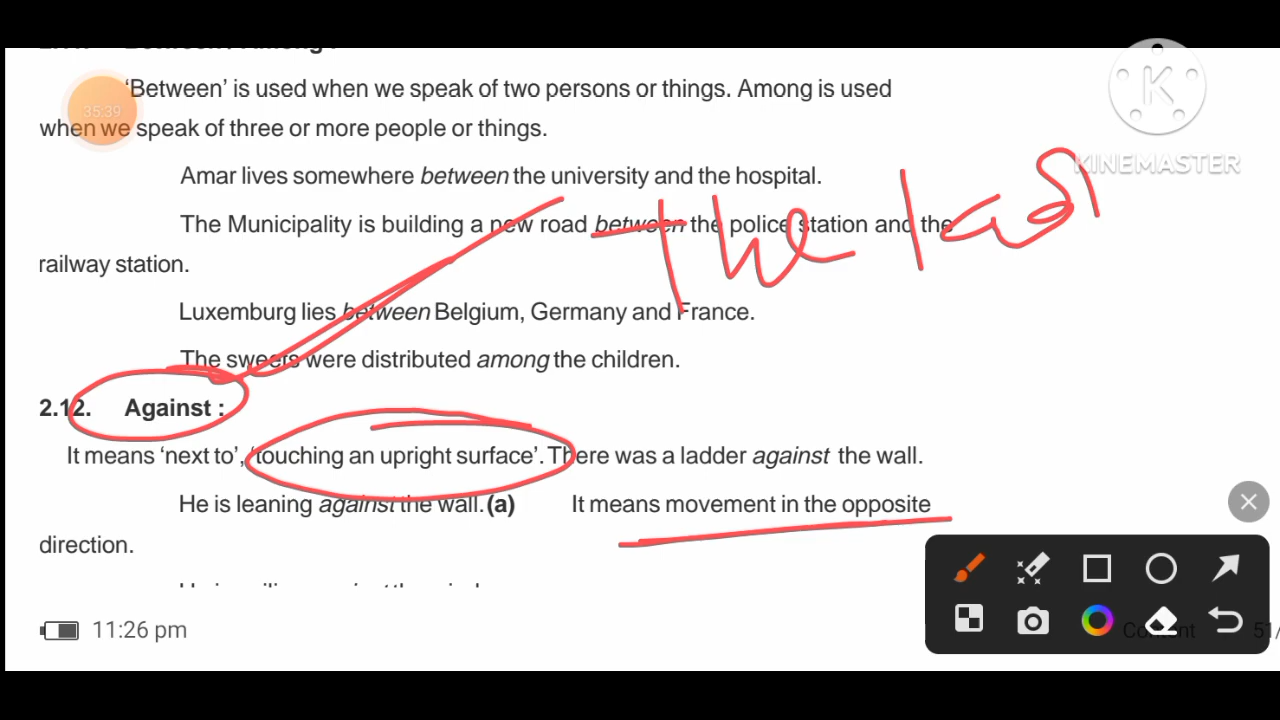 ‘Between’ is used when we speak of two persons or things. Among is used
35:39
when we speak of three or more people or things.
KINEMASTER
Amar lives somewhere between the university and the hospital.
The Municipality is building a new road between the police station and the
the
railway station.
Luxemburg lies between Belgium, Germany and France.
The sweets were distributed among the children.
2.12. Against :
It means ‘next to’, ‘touching an upright surface’. There was a ladder against the wall.
He is leaning against the wall. (a) It means movement in the opposite
direction.
11:26 pm
Content 51/